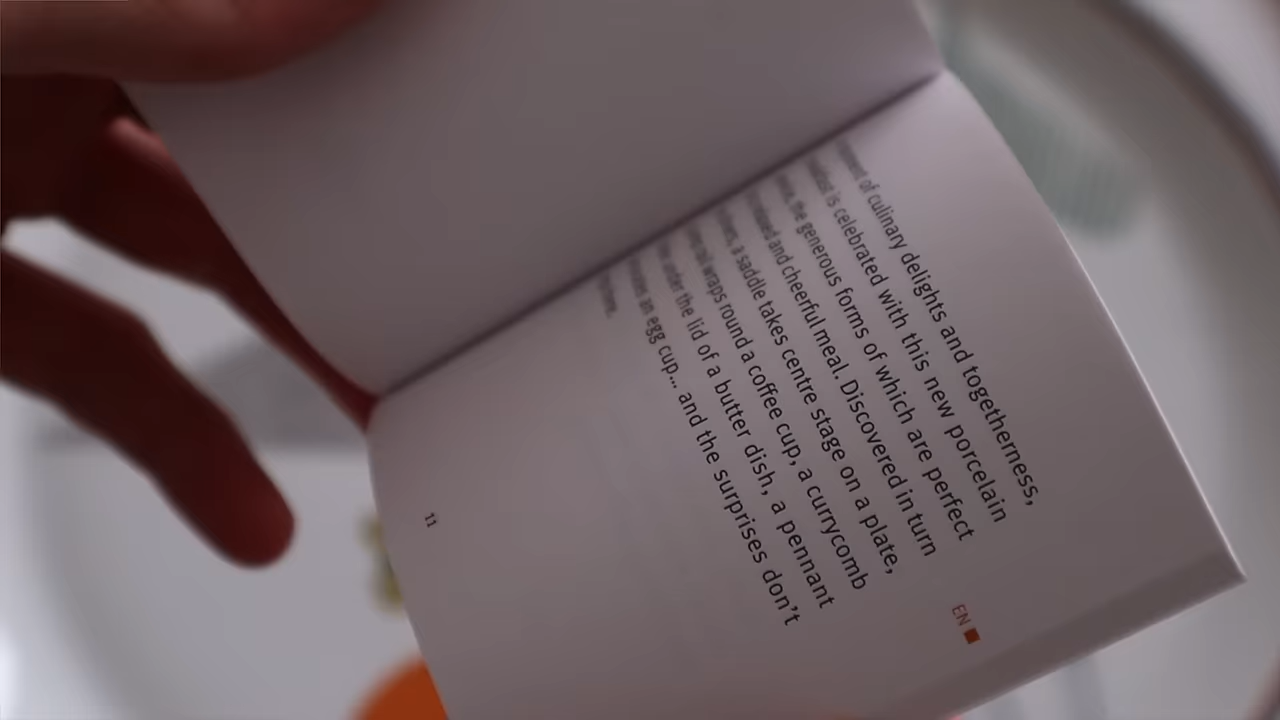 of culinary delights and togetherness,
is celebrated with this new porcelain
the generous forms of which are perfect
and cheerful meal. Discovered in turn
a saddle takes centre stage on a plate,
wraps round a coffee cup, a currycomb
under the lid of a butter dish, a pennant
an egg cup... and the surprises don't
EN
11